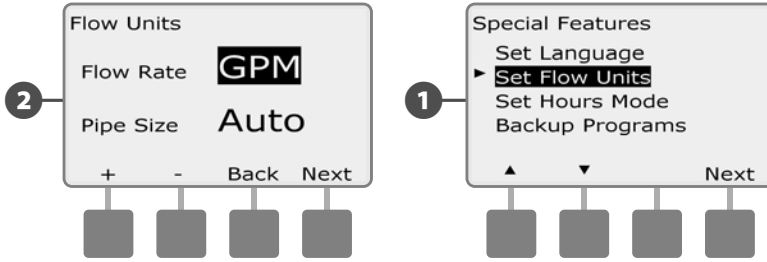 Flow Units
Flow Rate GPM
Pipe Size Auto
+ - Back Next
2
Special Features
Set Language
► Set Flow Units
Set Hours Mode
Backup Programs
▲ ▼ Next
1